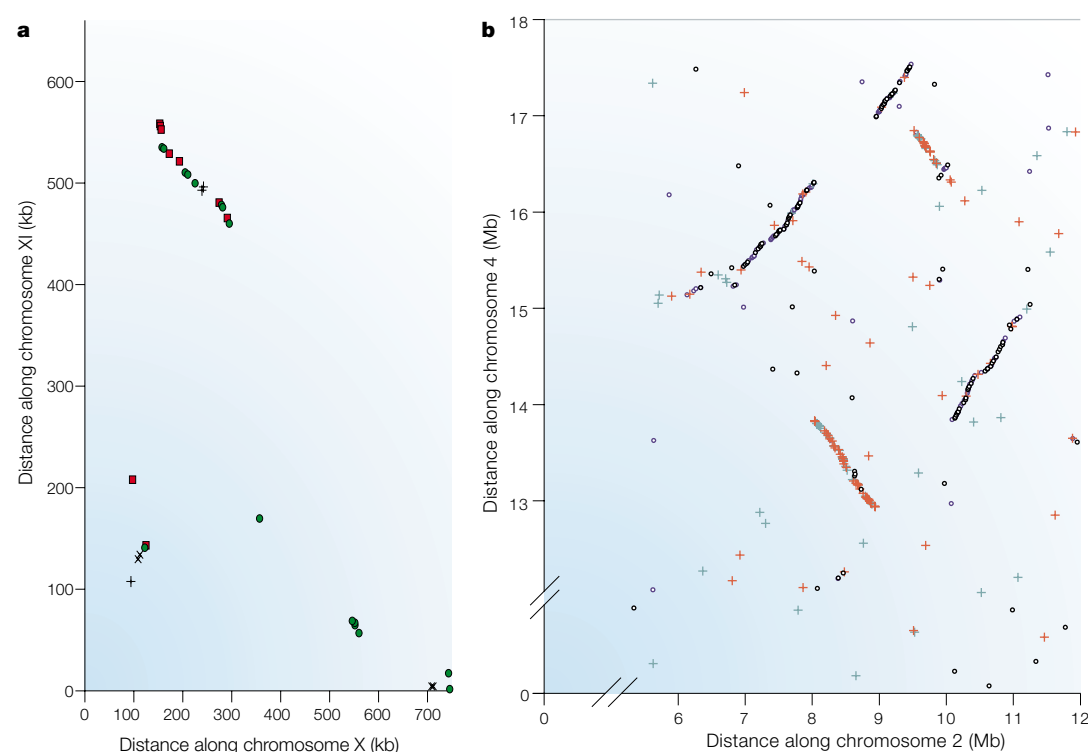 a
600
500
400
300
200
100
0
0 100 200 300 400 500 600 700
Distance along chromosome XI (kb)
Distance along chromosome X (kb)
b
18
17
16
15
14
13
0
0 6 7 8 9 10 11 12
Distance along chromosome 4 (Mb)
Distance along chromosome 2 (Mb)